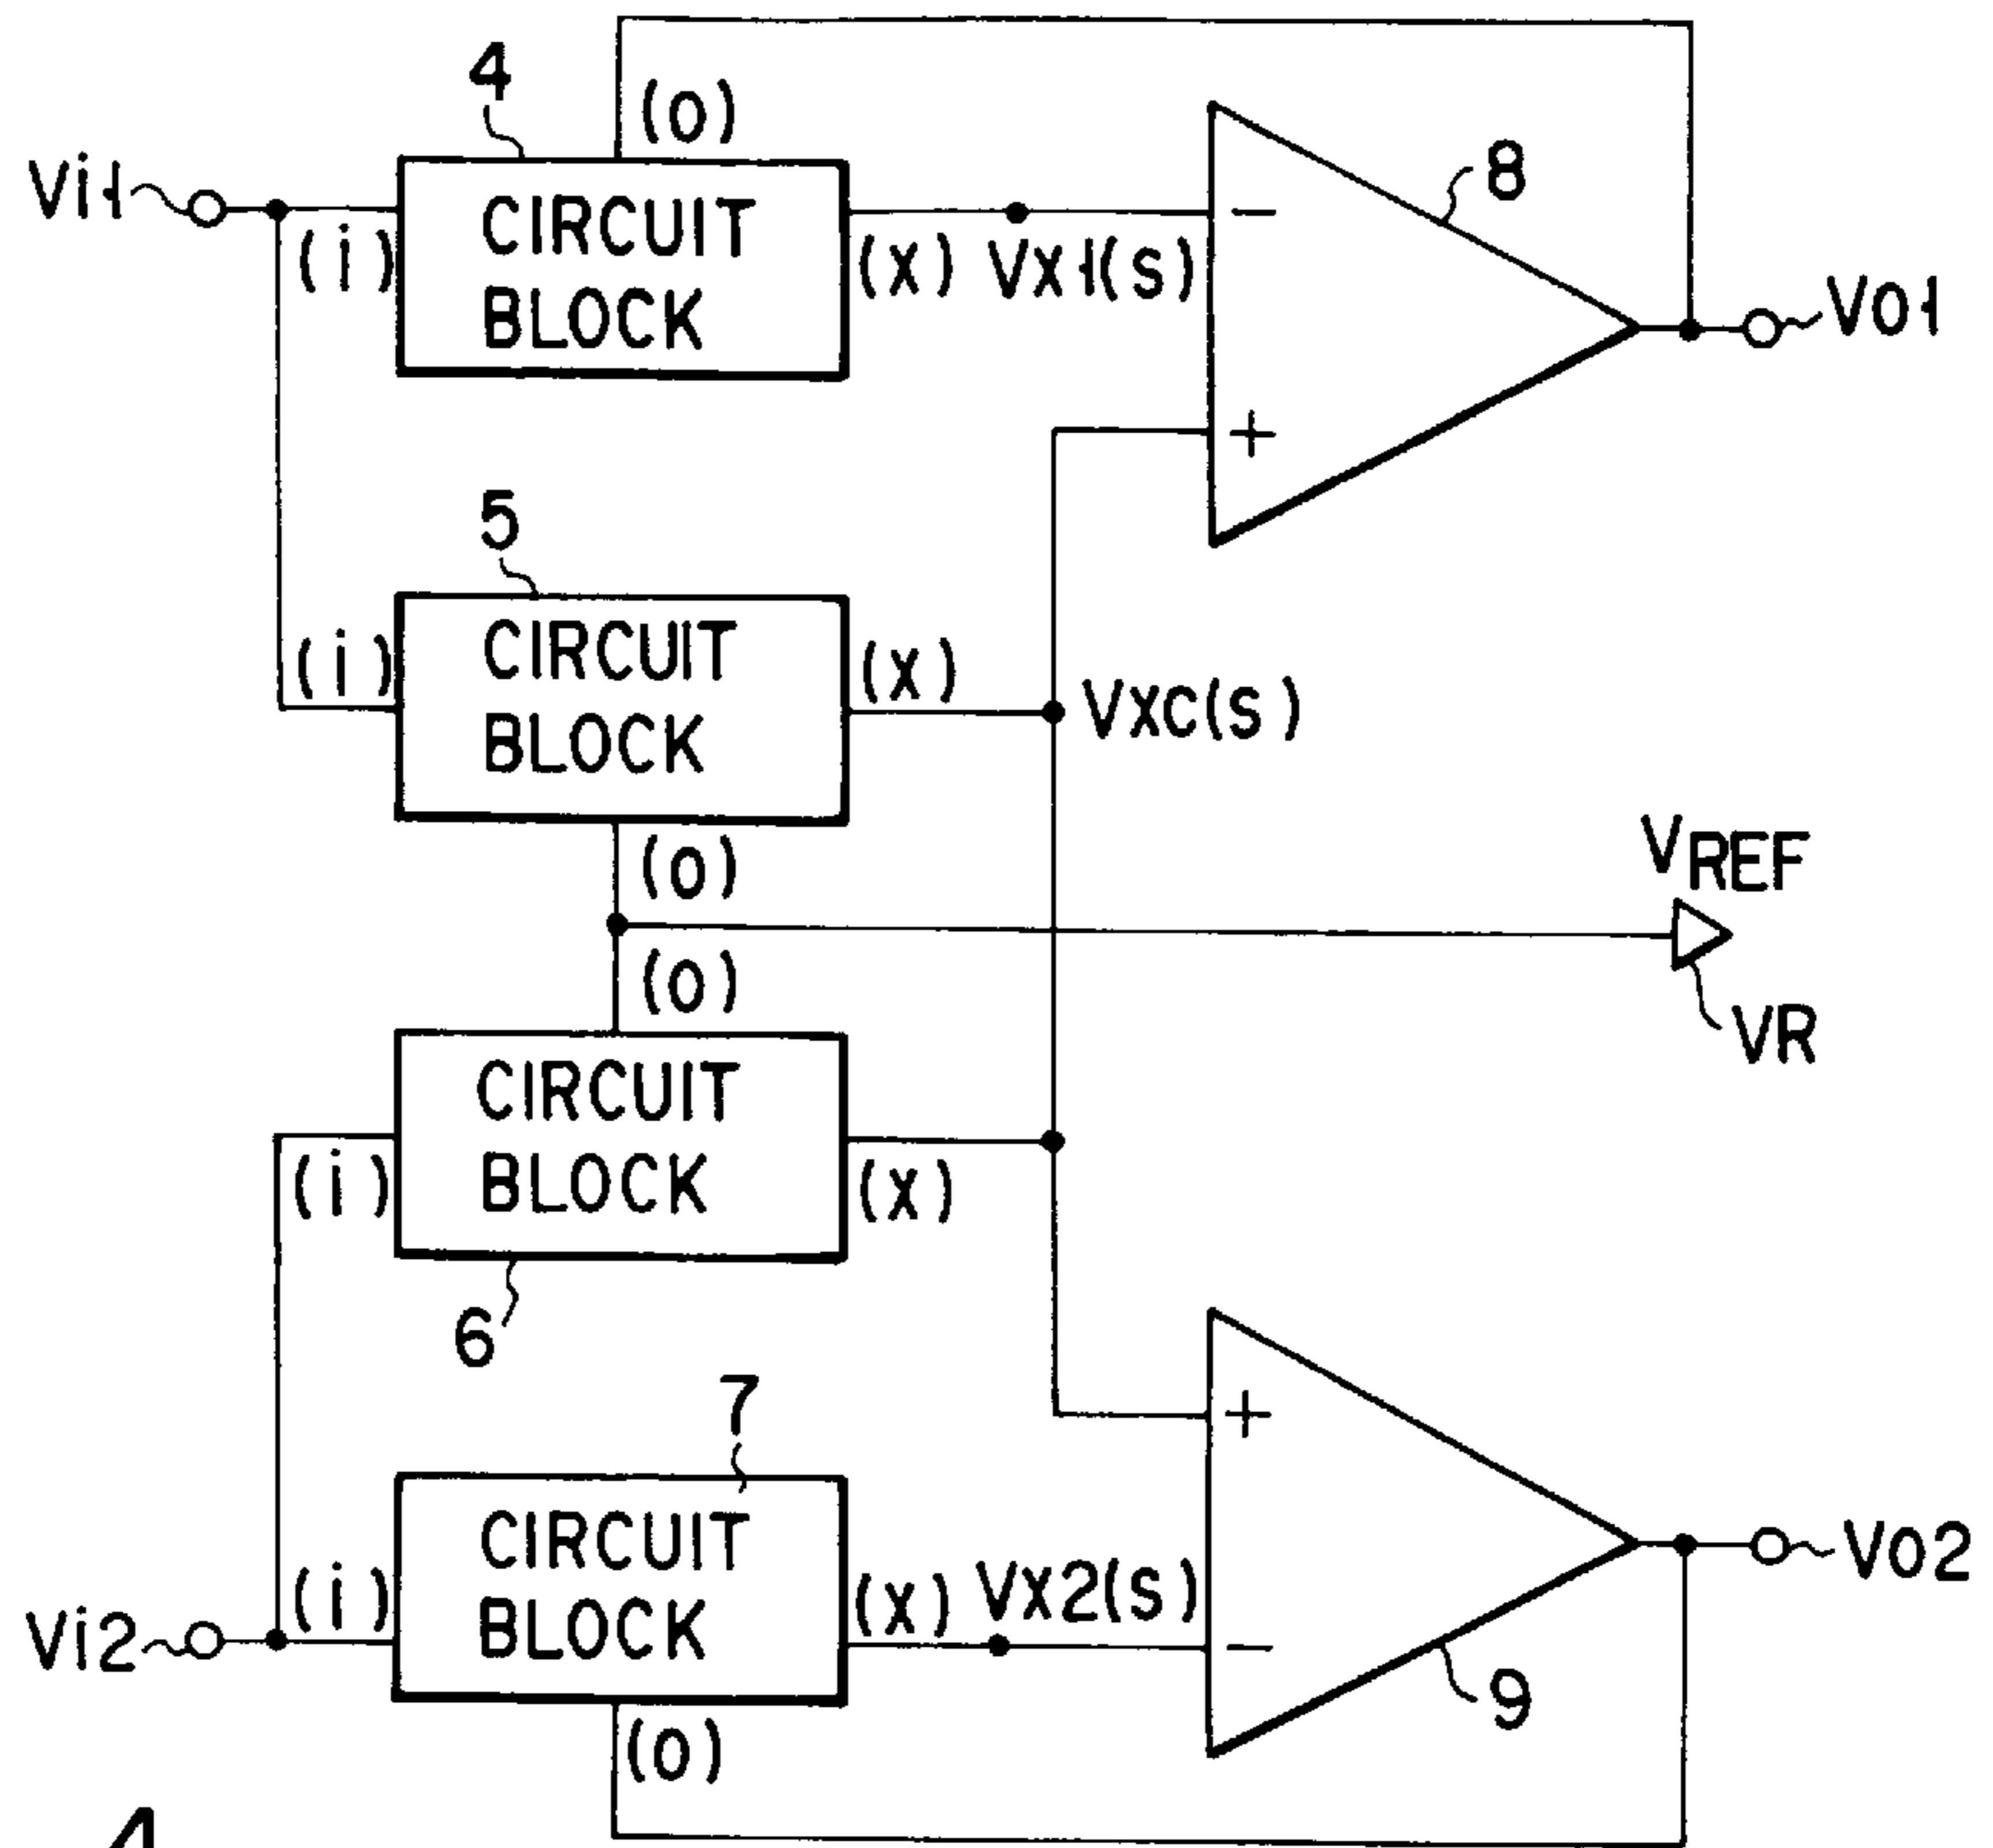 4
(o)
Vi1
CIRCUIT
BLOCK
(i)
(x)
Vx1(s)
−
+
8
Vo1
5
(i)
CIRCUIT
BLOCK
(x)
Vxc(s)
(o)
VREF
VR
(o)
CIRCUIT
BLOCK
(i)
(x)
6
7
+
−
Vi2
(i)
CIRCUIT
BLOCK
(x)
Vx2(s)
Vo2
9
(o)
4